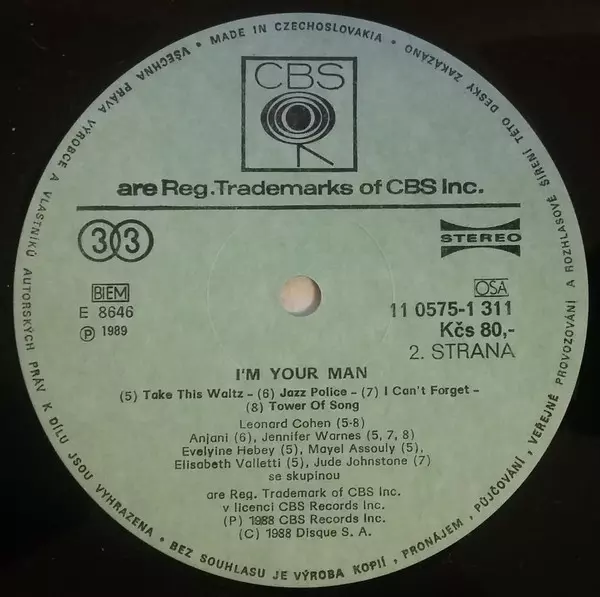 VŠECHNA PRÁVA VÝROBCE A VLASTNÍKŮ AUTORSKÝCH PRÁV K DÍLU JSOU VYHRAZENA • BEZ SOUHLASU JE VÝROBA KOPIÍ, PRONÁJEM, PŮJČOVÁNÍ, VEŘEJNÉ PROVOZOVÁNÍ A ROZHLASOVÉ ŠÍŘENÍ TÉTO DESKY ZAKÁZÁNO • MADE IN CZECHOSLOVAKIA •
CBS
are Reg. Trademarks of CBS Inc.
33
STEREO
BIEM
OSA
E 8646
11 0575-1 311
Ⓟ 1989
Kčs 80,-
2. STRANA
I'M YOUR MAN
(5) Take This Waltz - (6) Jazz Police - (7) I Can't Forget -
(8) Tower Of Song
Leonard Cohen (5-8)
Anjani (6), Jennifer Warnes (5, 7, 8)
Evelyine Hebey (5), Mayel Assouly (5),
Elisabeth Valletti (5), Jude Johnstone (7)
se skupinou
are Reg. Trademark of CBS Inc.
v licenci CBS Records Inc.
(P) 1988 CBS Records Inc.
(C) 1988 Disque S. A.